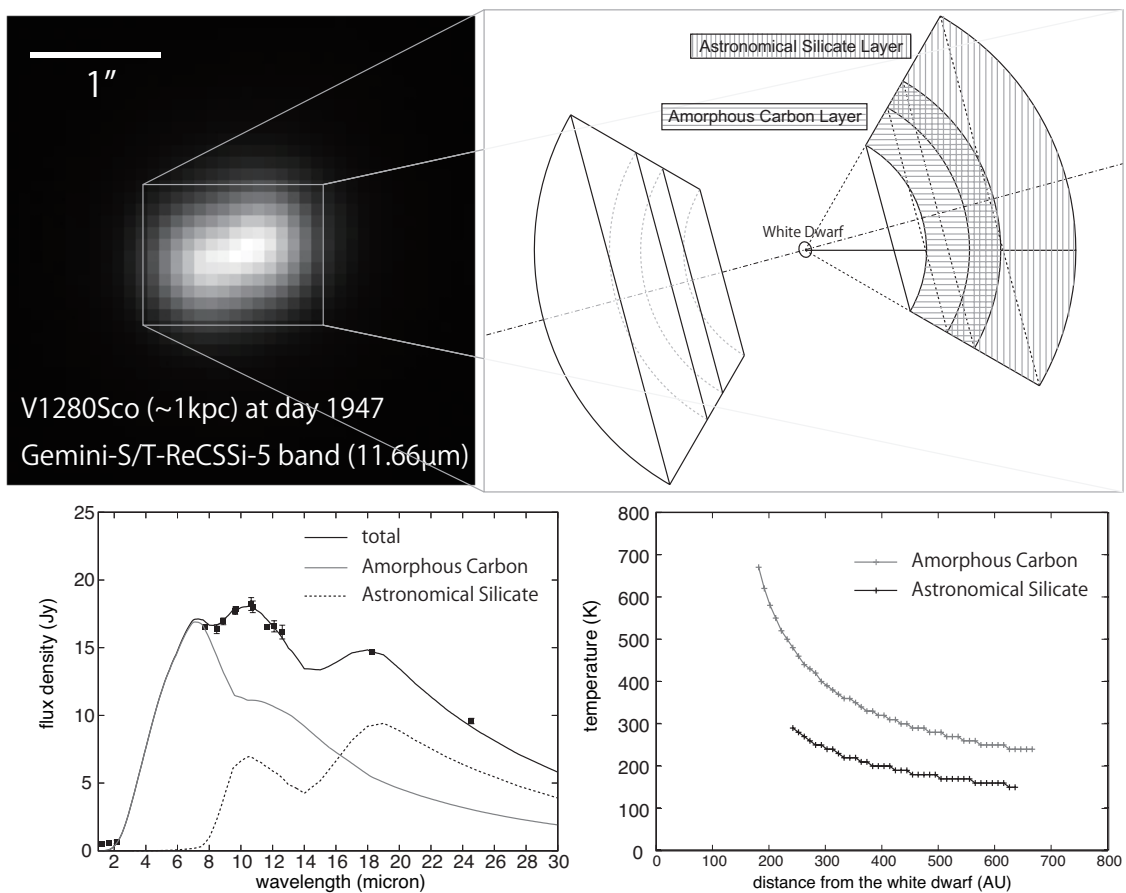 1″
V1280Sco (~1kpc) at day 1947
Gemini-S/T-ReCSSi-5 band (11.66μm)
Astronomical Silicate Layer
Amorphous Carbon Layer
White Dwarf
25
20
15
10
5
0
flux density (Jy)
total
Amorphous Carbon
Astronomical Silicate
2 4 6 8 10 12 14 16 18 20 22 24 26 28 30
wavelength (micron)
800
700
600
500
400
300
200
100
0
temperature (K)
Amorphous Carbon
Astronomical Silicate
0 100 200 300 400 500 600 700 800
distance from the white dwarf (AU)